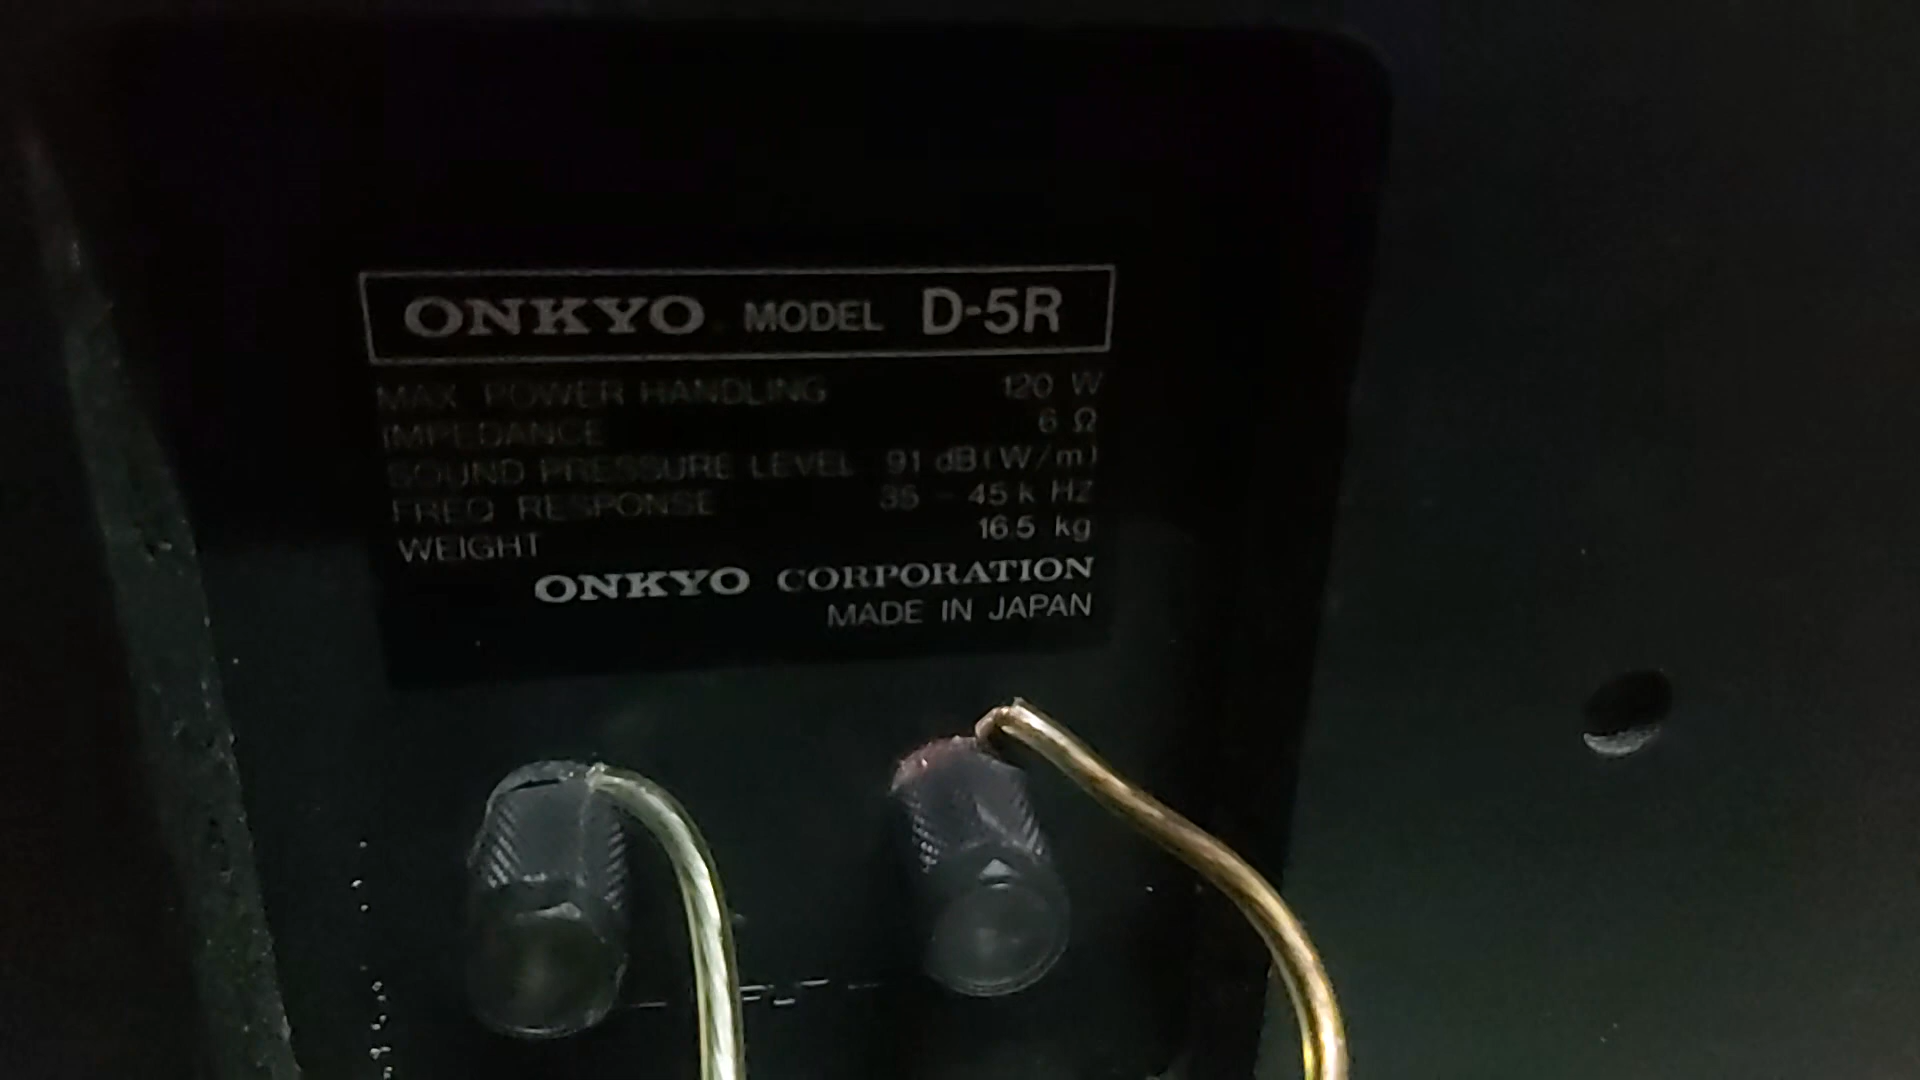 ONKYO MODEL D-5R
MAX. POWER HANDLING 120 W
IMPEDANCE 6 Ω
SOUND PRESSURE LEVEL 91 dB(W/m)
FREQ RESPONSE 35 - 45k HZ
WEIGHT 16.5 kg
ONKYO CORPORATION
MADE IN JAPAN